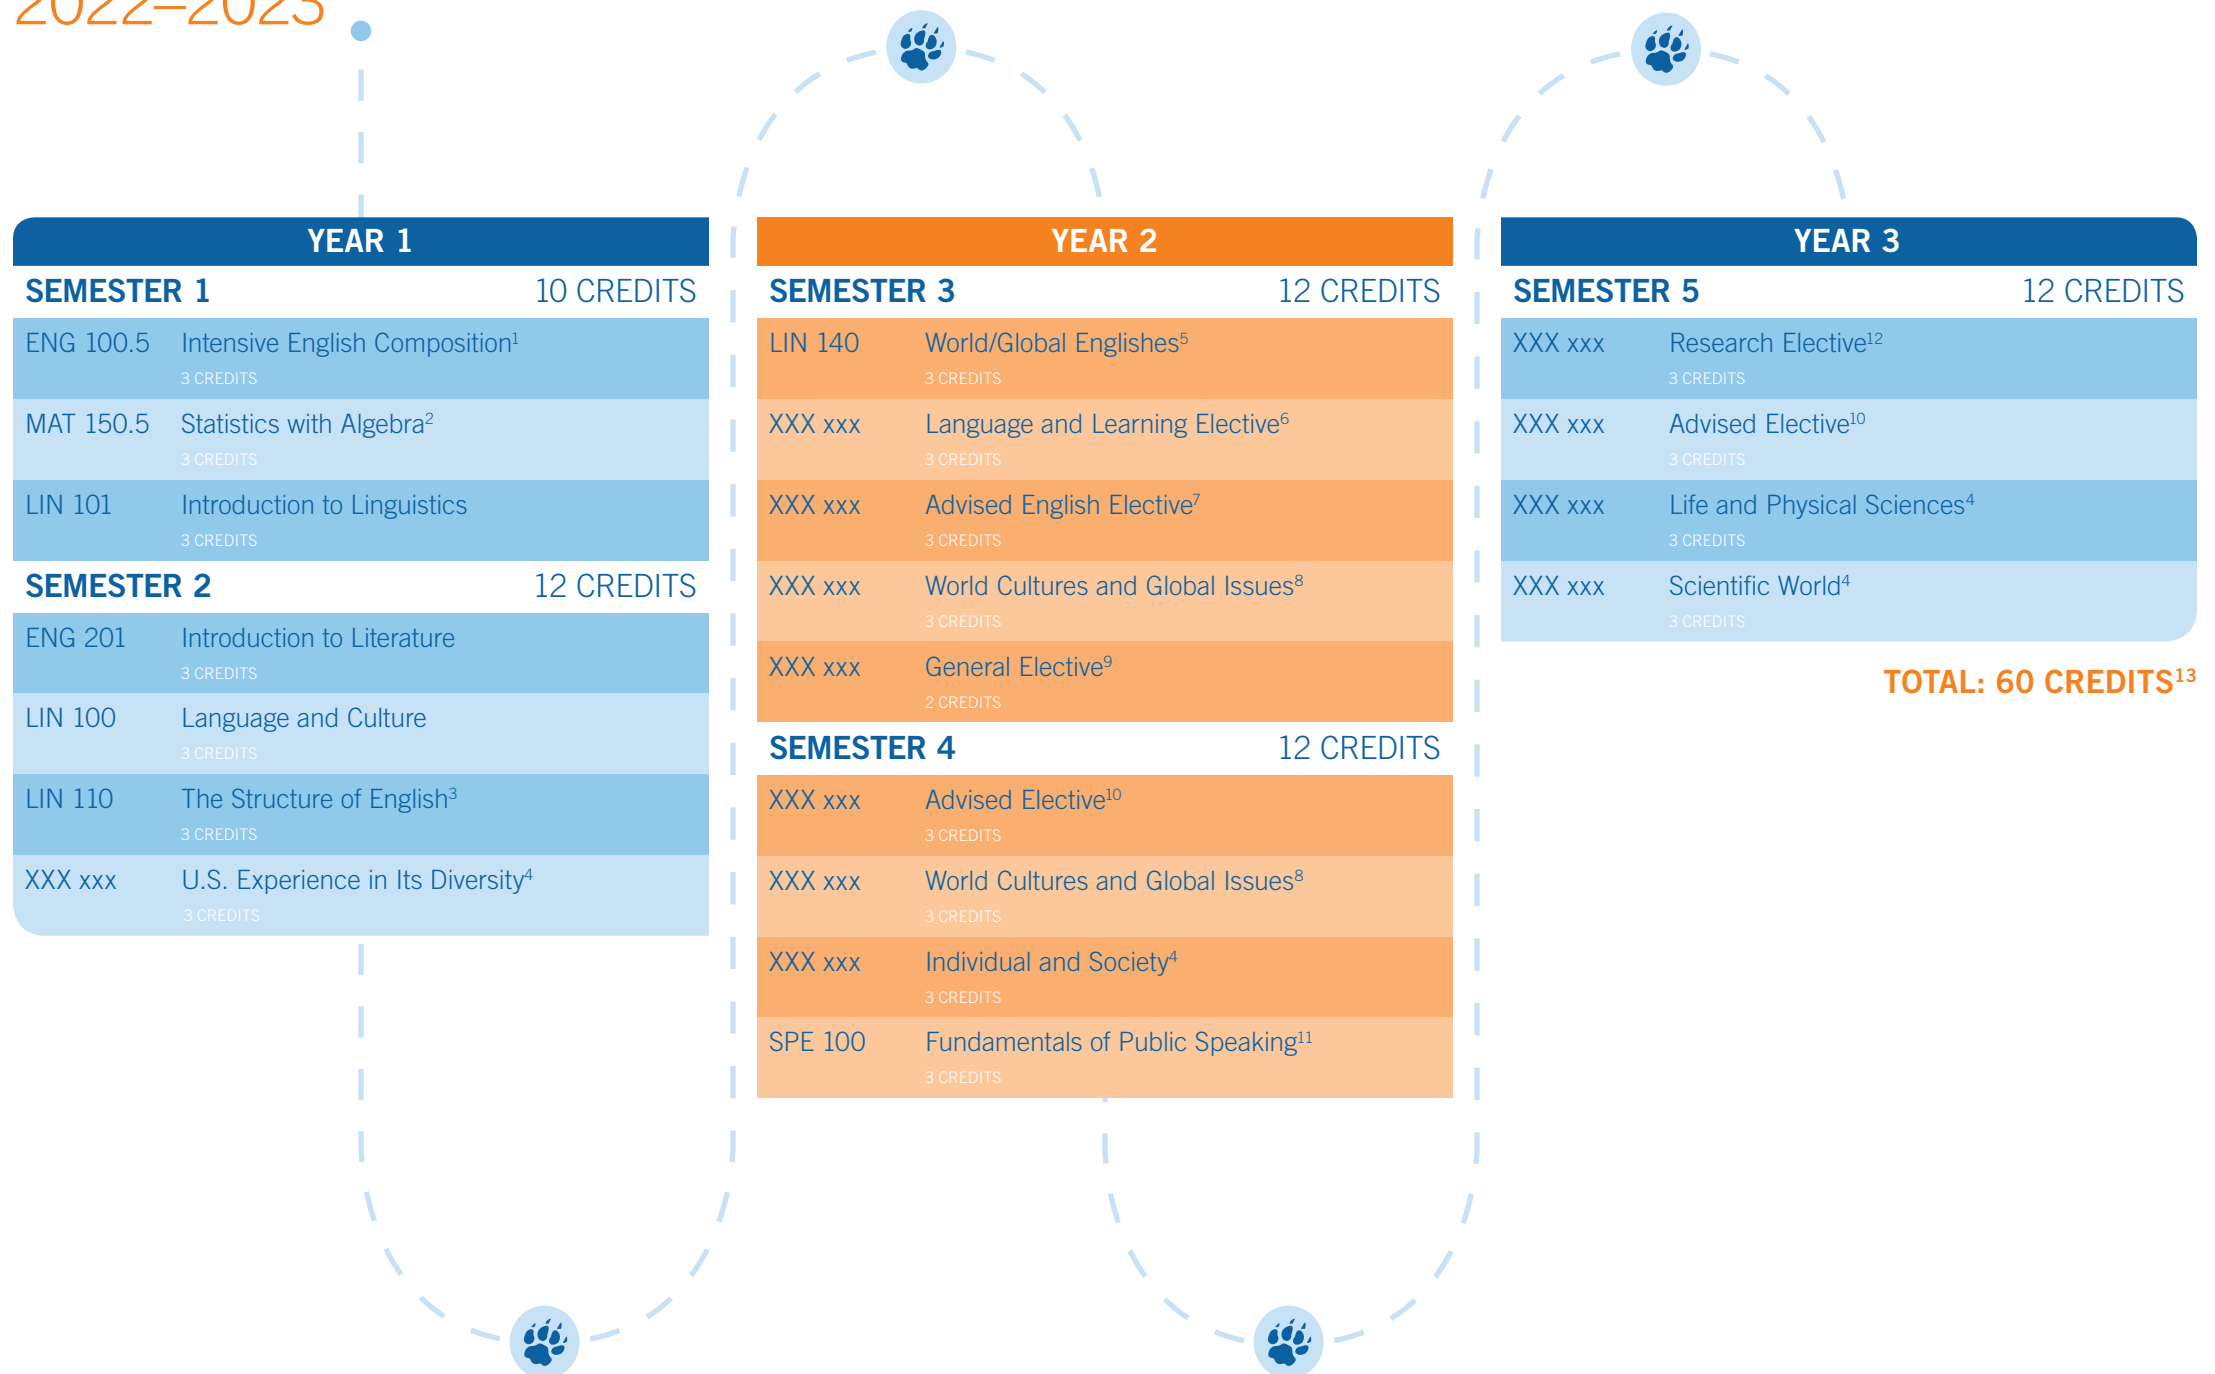 2022–2023
YEAR 1
SEMESTER 1 10 CREDITS
ENG 100.5 Intensive English Composition¹
3 CREDITS
MAT 150.5 Statistics with Algebra²
3 CREDITS
LIN 101 Introduction to Linguistics
3 CREDITS
SEMESTER 2 12 CREDITS
ENG 201 Introduction to Literature
3 CREDITS
LIN 100 Language and Culture
3 CREDITS
LIN 110 The Structure of English³
3 CREDITS
XXX xxx U.S. Experience in Its Diversity⁴
3 CREDITS
YEAR 2
SEMESTER 3 12 CREDITS
LIN 140 World/Global Englishes⁵
3 CREDITS
XXX xxx Language and Learning Elective⁶
3 CREDITS
XXX xxx Advised English Elective⁷
3 CREDITS
XXX xxx World Cultures and Global Issues⁸
3 CREDITS
XXX xxx General Elective⁹
2 CREDITS
SEMESTER 4 12 CREDITS
XXX xxx Advised Elective¹⁰
3 CREDITS
XXX xxx World Cultures and Global Issues⁸
3 CREDITS
XXX xxx Individual and Society⁴
3 CREDITS
SPE 100 Fundamentals of Public Speaking¹¹
3 CREDITS
YEAR 3
SEMESTER 5 12 CREDITS
XXX xxx Research Elective¹²
3 CREDITS
XXX xxx Advised Elective¹⁰
3 CREDITS
XXX xxx Life and Physical Sciences⁴
3 CREDITS
XXX xxx Scientific World⁴
3 CREDITS
TOTAL: 60 CREDITS¹³